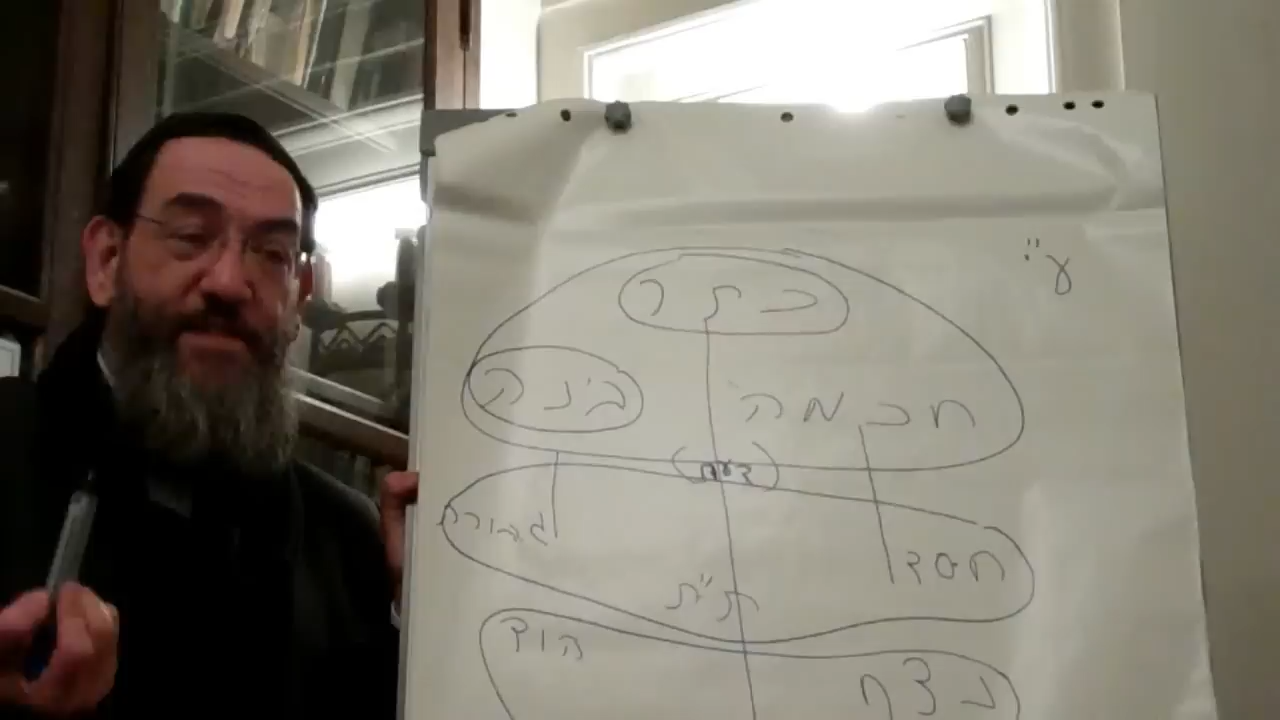 כתר
חכמה בינה
(דעת)
חסד גבורה
ת"ת
נצח הוד